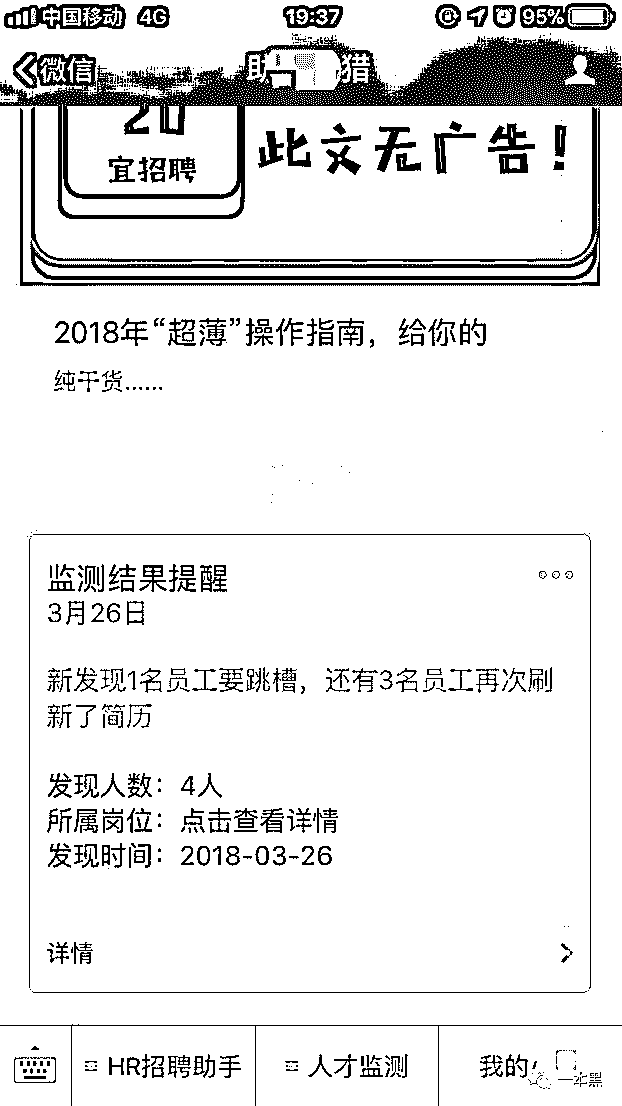 中国移动 4G 19:37 95%
微信 助 猎
20
宜招聘
此文无广告！
2018年“超薄”操作指南，给你的
纯干货……
监测结果提醒
3月26日
新发现1名员工要跳槽，还有3名员工再次刷
新了简历
发现人数：4人
所属岗位：点击查看详情
发现时间：2018-03-26
详情
HR招聘助手 人才监测 我的
一本黑